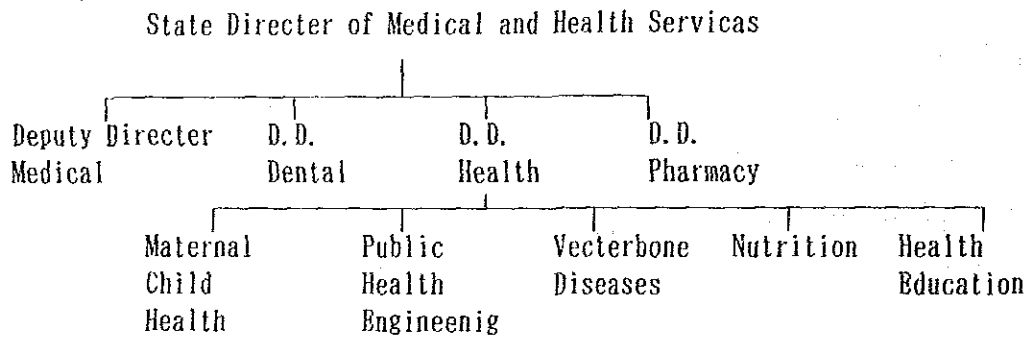 State Directer of Medical and Health Servicas
Deputy Directer D.D. D.D. D.D.
Medical Dental Health Pharmacy
Maternal Public Vecterbone Nutrition Health
Child Health Diseases Education
Health Engineenig